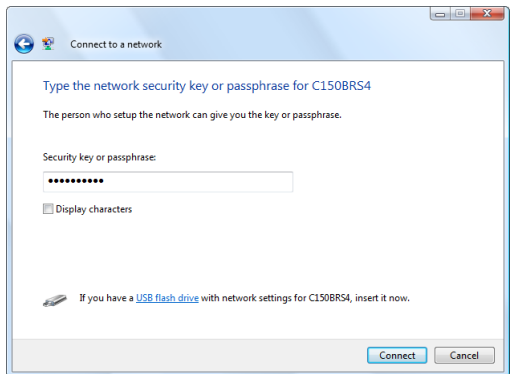 Connect to a network
Type the network security key or passphrase for C150BRS4
The person who setup the network can give you the key or passphrase.
Security key or passphrase:
••••••••••
Display characters
If you have a USB flash drive with network settings for C150BRS4, insert it now.
Connect
Cancel